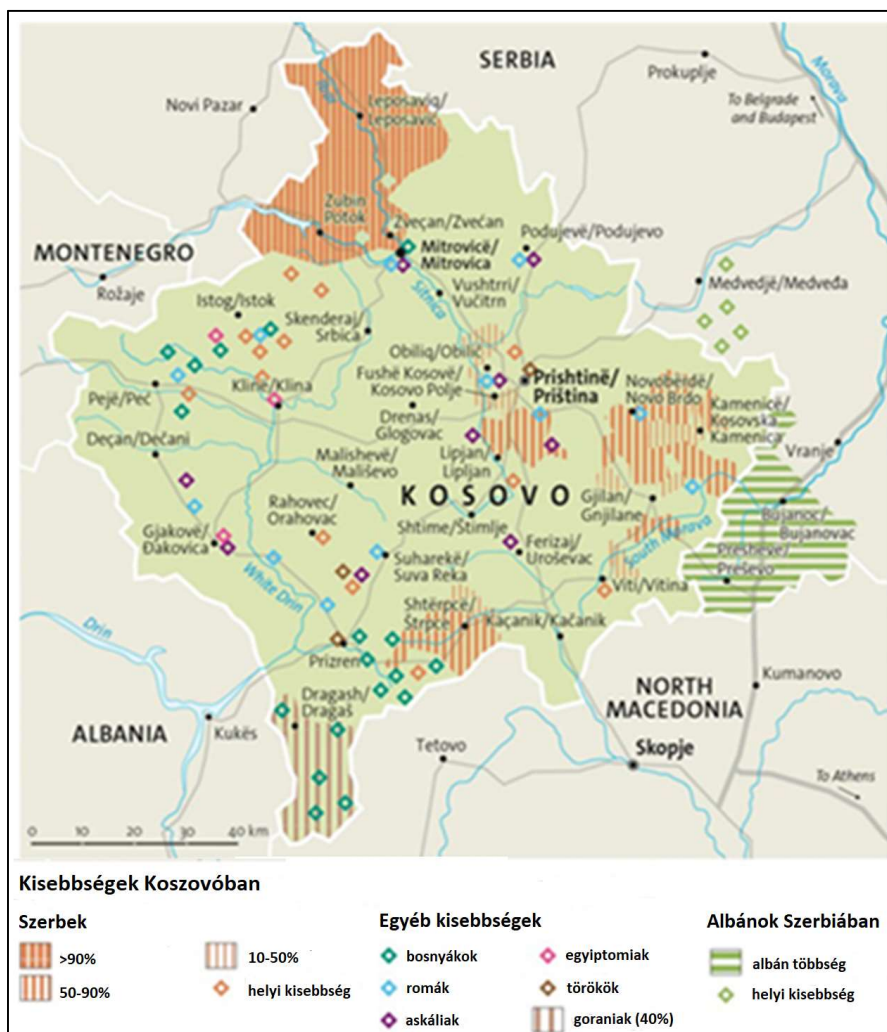 SERBIA
Prokuplje
Morava
To Belgrade
and Budapest
Novi Pazar
Ibar
Leposaviq/
Leposavić
Zubin
Potok
Zveçan/Zvečan
Mitrovicë/
Mitrovica
Podujevë/Podujevo
MONTENEGRO
Rožaje
Medvedjë/Medveđa
Vushtrri/
Vučitrn
Sitnica
Istog/Istok
Skenderaj/
Srbica
Obiliq/Obilić
Fushë Kosovë/
Kosovo Polje
Prishtinë/
Priština
Novobërdë/
Novo Brdo
Kamenicë/
Kosovska
Kamenica
Klinë/Klina
Pejë/Peć
Drenas/
Glogovac
Deçan/Dečani
Malishevë/
Mališevo
Lipjan/
Lipljan
Vranje
KOSOVO
Gjilan/
Gnjilane
Bujanoc/
Bujanovac
Rahovec/
Orahovac
Shtime/Štimlje
Ferizaj/
Uroševac
South Morava
Preshevë/
Preševo
Gjakovë/
Đakovica
Suharekë/
Suva Reka
White Drin
Viti/Vitina
Shtërpcë/
Štrpce
Kaçanik/Kačanik
Drin
Prizren
Dragash/
Dragaš
Kumanovo
NORTH
MACEDONIA
ALBANIA
Kukës
Tetovo
Skopje
To Athens
0 10 20 30 40 km
Kisebbségek Koszovóban
Szerbek
>90%
50-90%
10-50%
helyi kisebbség
Egyéb kisebbségek
bosnyákok
romák
askáliak
egyiptomiak
törökök
goraniak (40%)
Albánok Szerbiában
albán többség
helyi kisebbség